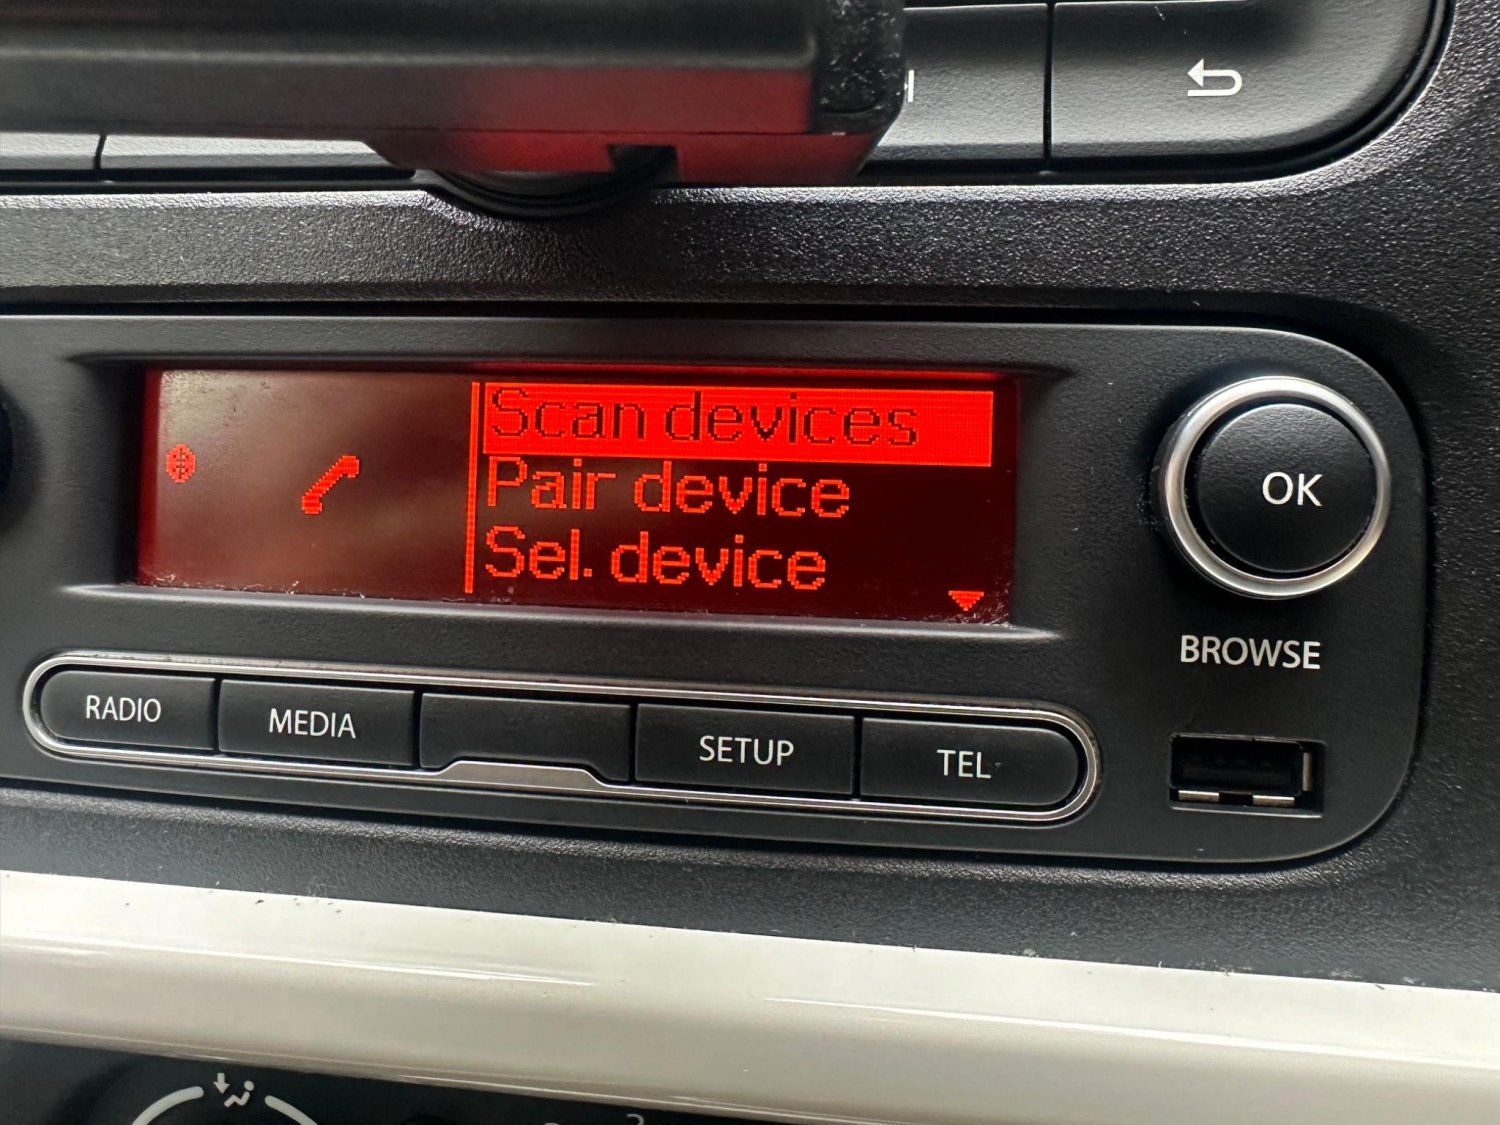 Scan devices
Pair device
Sel. device
OK
BROWSE
RADIO
MEDIA
SETUP
TEL